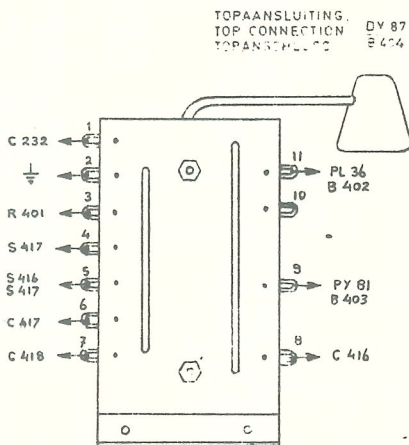 TOPAANSLUITING
TOP CONNECTION
DY 87
B 404
C 232
1
2
R 401
3
S 417
4
S 416
S 417
5
C 417
6
C 418
7
11
PL 36
B 402
10
9
PY 81
B 403
8
C 416